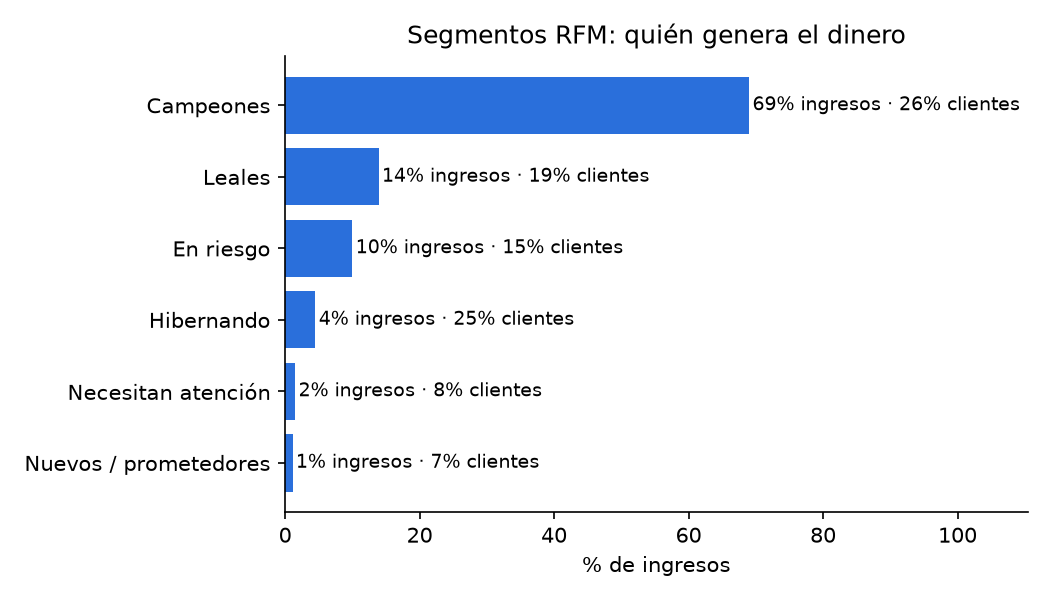 Segmentos RFM: quién genera el dinero
Campeones
69% ingresos · 26% clientes
Leales
14% ingresos · 19% clientes
En riesgo
10% ingresos · 15% clientes
Hibernando
4% ingresos · 25% clientes
Necesitan atención
2% ingresos · 8% clientes
Nuevos / prometedores
1% ingresos · 7% clientes
0 20 40 60 80 100
% de ingresos